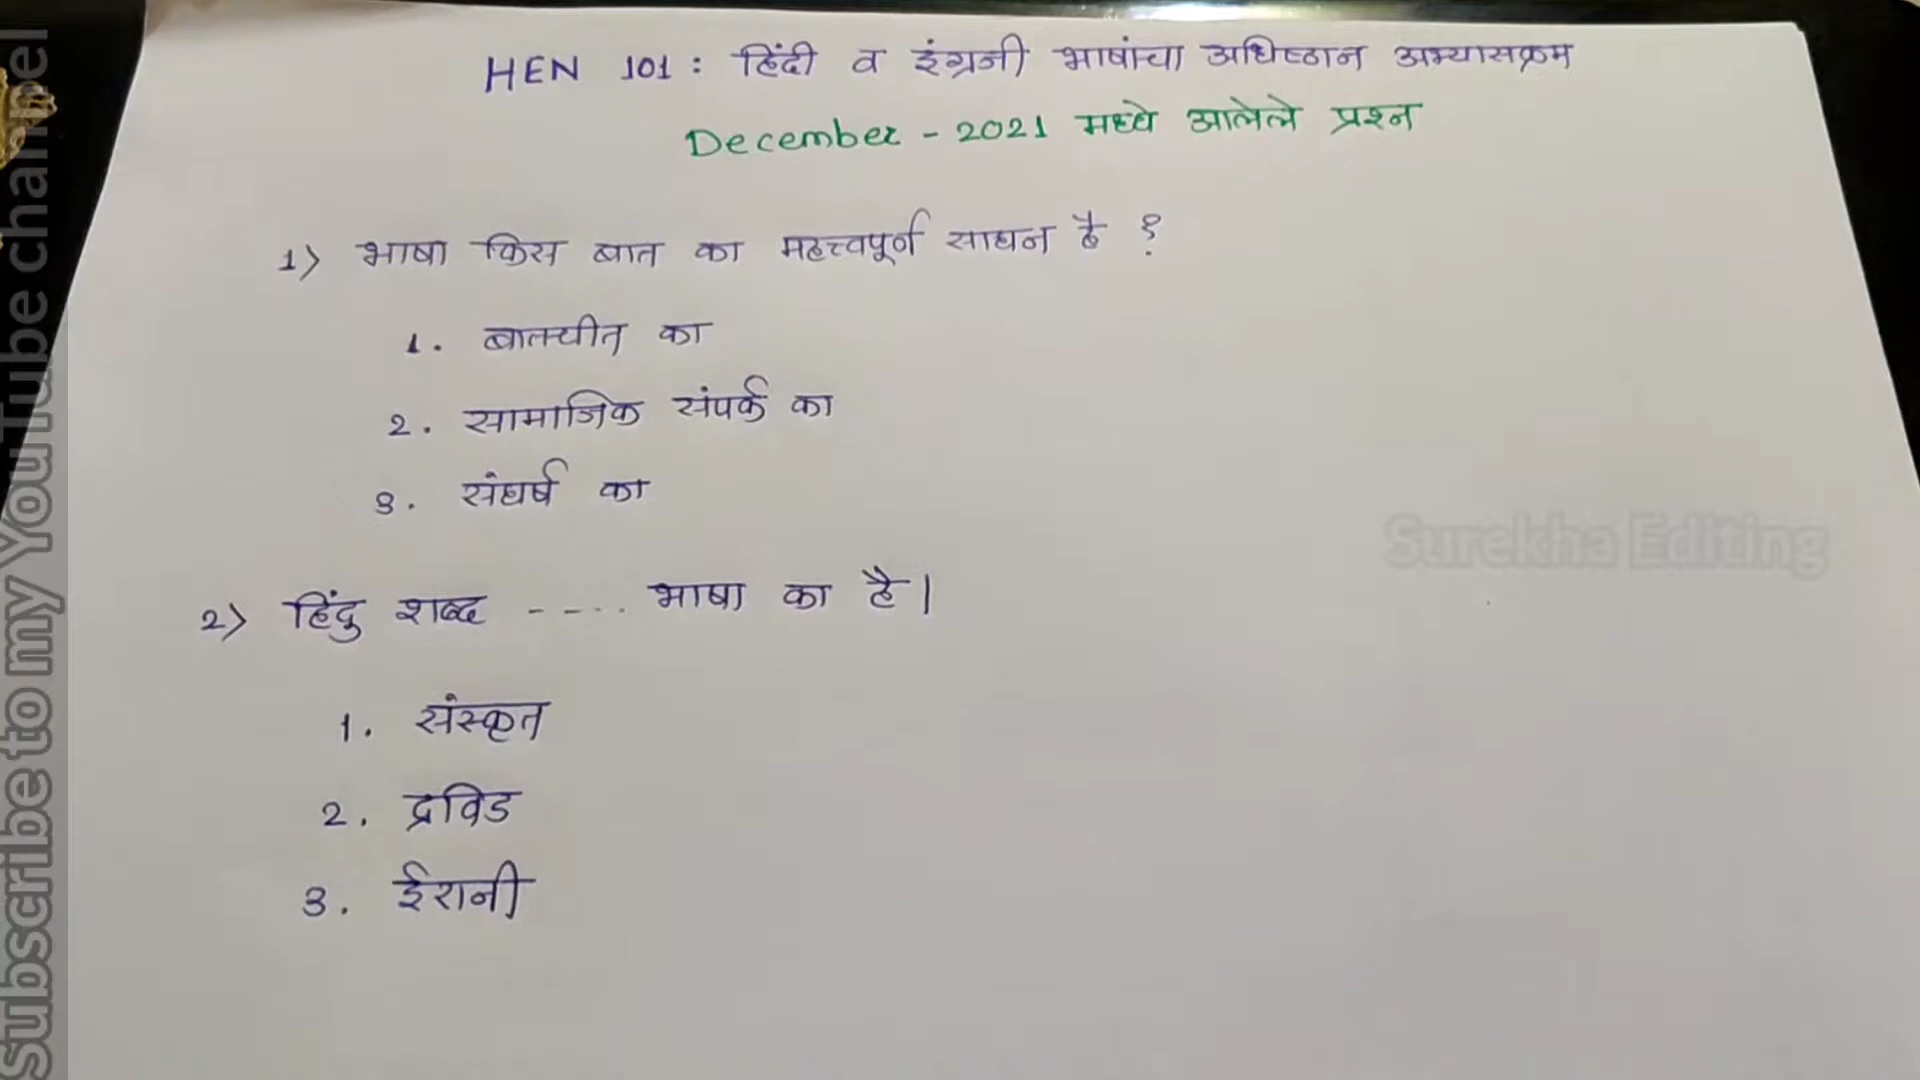 HEN 101 : हिंदी व इंग्रजी भाषांचा अधिष्ठान अभ्यासक्रम
December - 2021 मध्ये आलेले प्रश्न
1) भाषा किस बात का महत्त्वपूर्ण साधन है ?
1. बातचीत का
2. सामाजिक संपर्क का
3. संघर्ष का
2) हिंदु शब्द ----.. भाषा का है।
1. संस्कृत
2. द्रविड
3. ईरानी
Surekha Editing
Subscribe to my YouTube channel